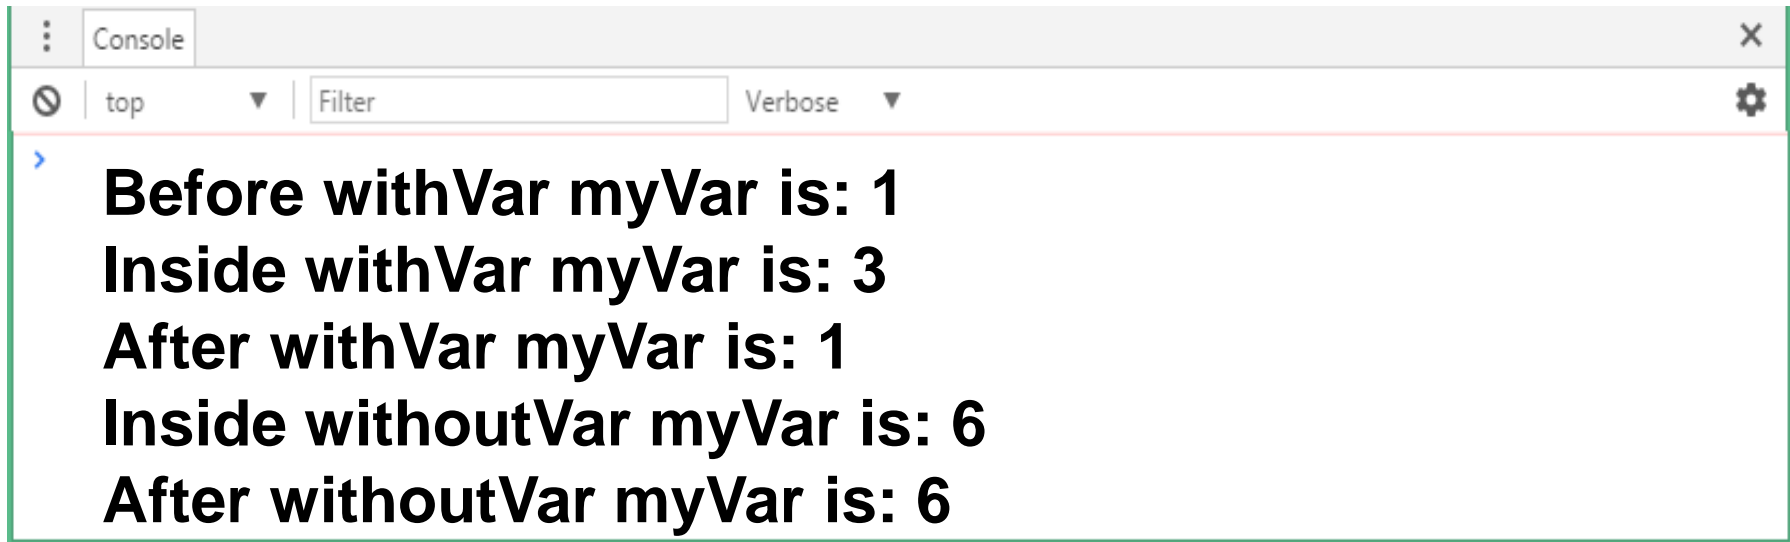 Console
top Filter Verbose
Before withVar myVar is: 1
Inside withVar myVar is: 3
After withVar myVar is: 1
Inside withoutVar myVar is: 6
After withoutVar myVar is: 6